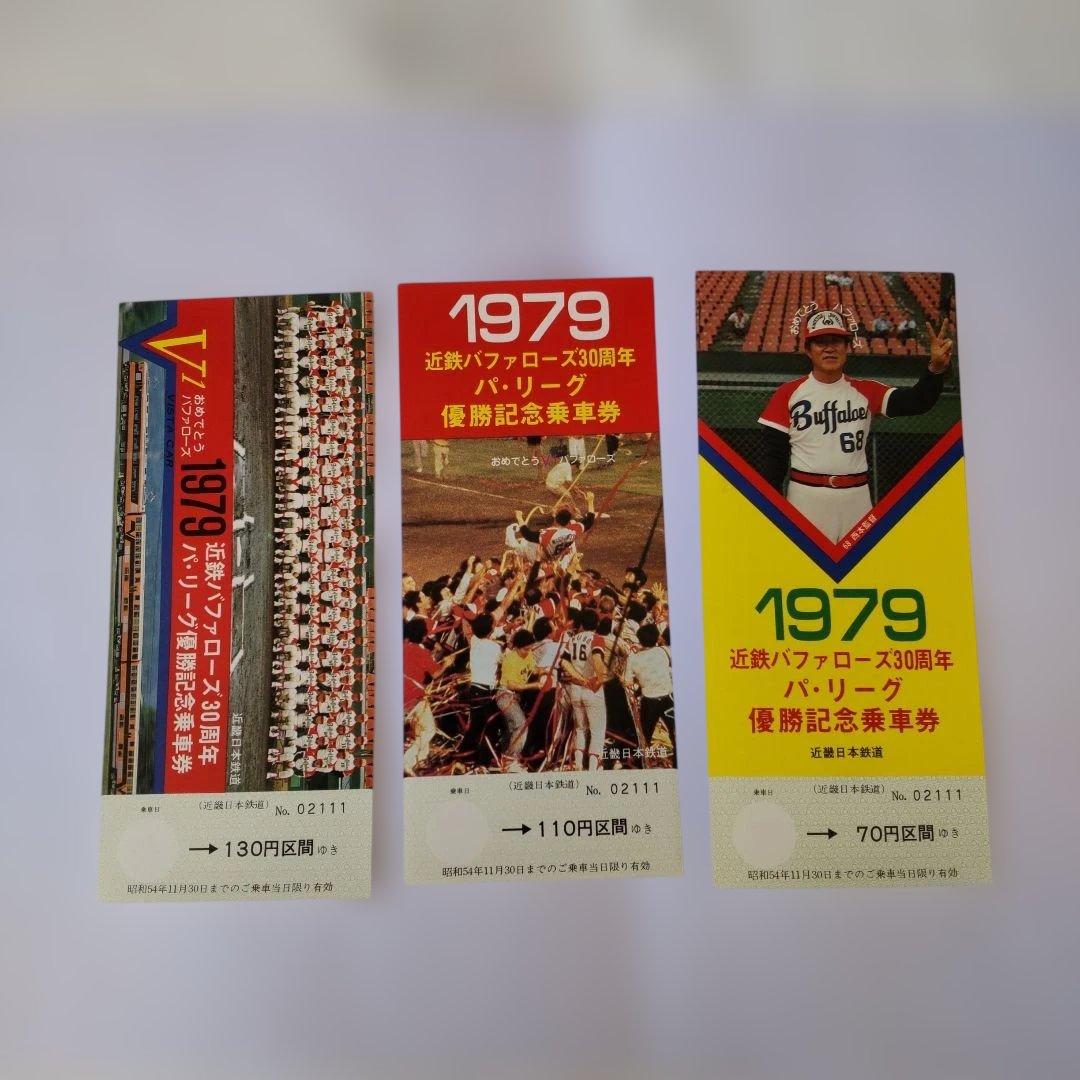 V1
おめでとう
バファローズ
VISTA CAR
1979
近鉄バファローズ30周年
パ・リーグ優勝記念乗車券
近畿日本鉄道
乗車日
(近畿日本鉄道)
No. 02111
→130円区間ゆき
昭和54年11月30日までのご乗車当日限り有効
1979
近鉄バファローズ30周年
パ・リーグ
優勝記念乗車券
おめでとう バファローズ
16
近畿日本鉄道
乗車日
(近畿日本鉄道)
No. 02111
→110円区間ゆき
昭和54年11月30日までのご乗車当日限り有効
おめでとう バファローズ
Buffaloes
68
68 西本監督
1979
近鉄バファローズ30周年
パ・リーグ
優勝記念乗車券
近畿日本鉄道
乗車日
(近畿日本鉄道)
No. 02111
→ 70円区間ゆき
昭和54年11月30日までのご乗車当日限り有効